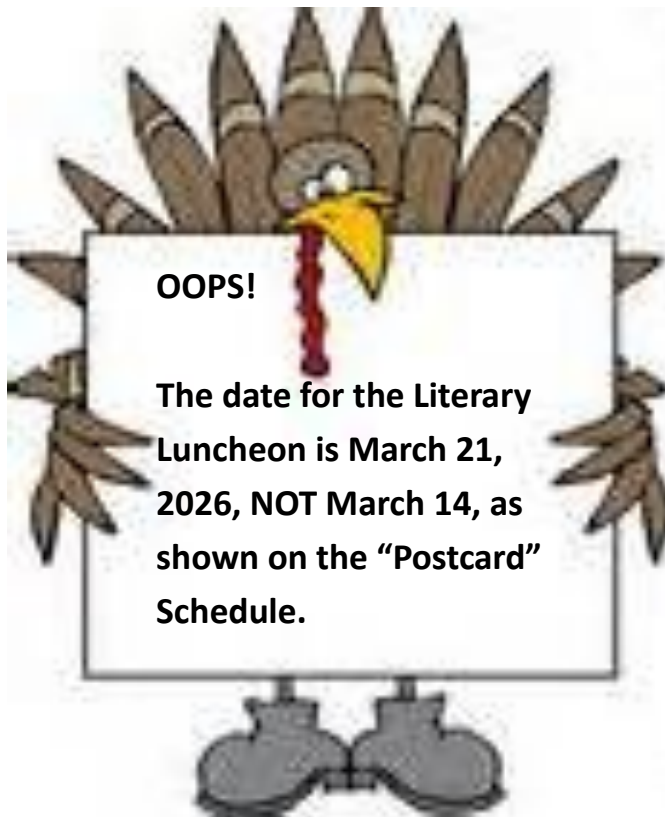 OOPS!
The date for the Literary
Luncheon is March 21,
2026, NOT March 14, as
shown on the “Postcard”
Schedule.